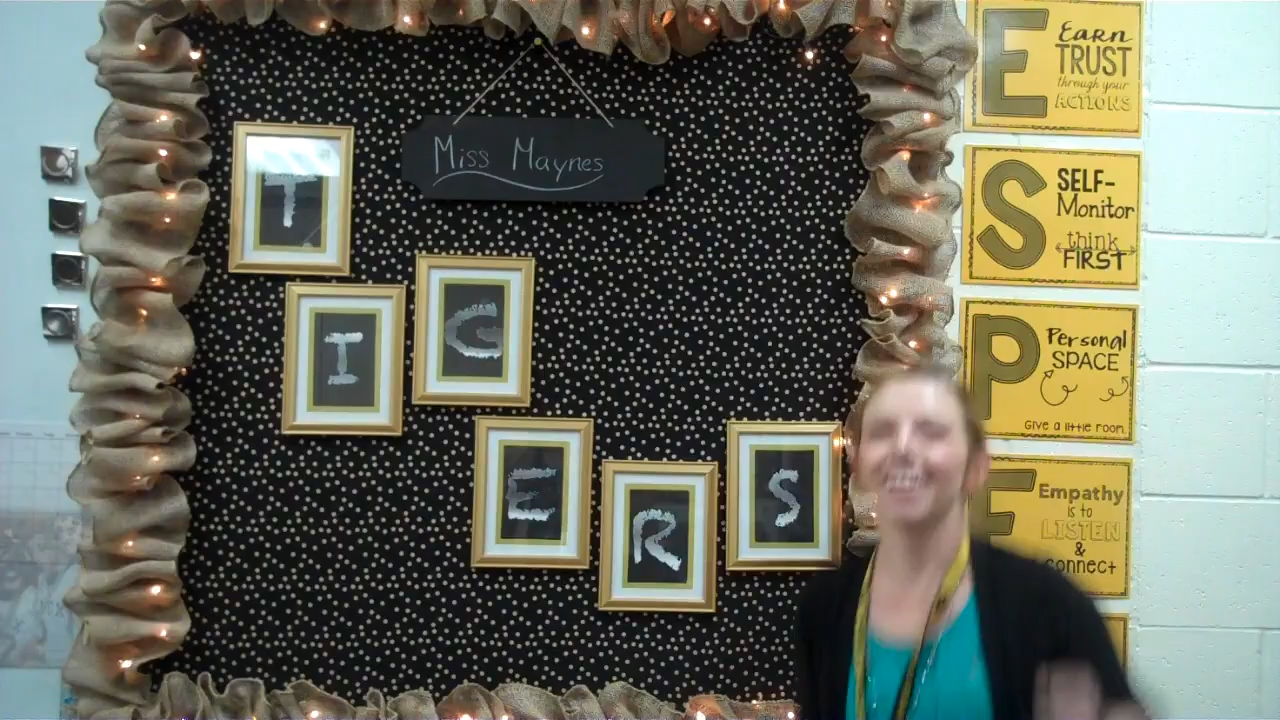 Miss Maynes
T
I
G
E
R
S
E
Earn
TRUST
through your
ACTIONS
S
SELF-
Monitor
think
FIRST
P
Personal
SPACE
Give a little room.
E
Empathy
is to
LISTEN
&
connect